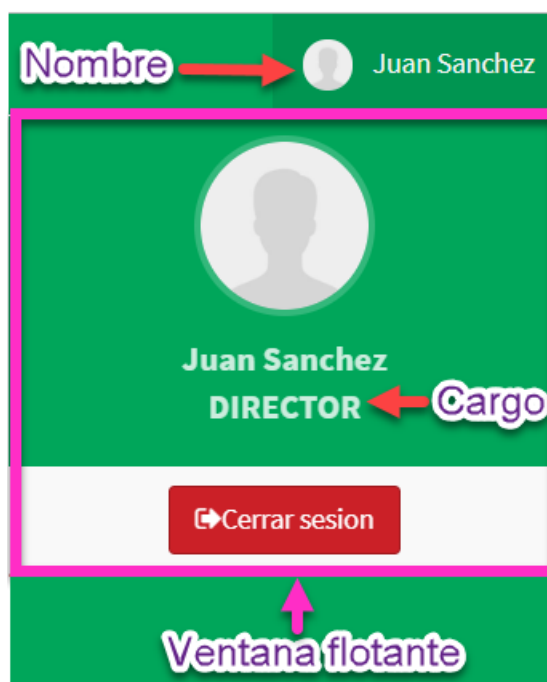 Nombre
Juan Sanchez
Juan Sanchez
DIRECTOR
Cargo
Cerrar sesion
Ventana flotante